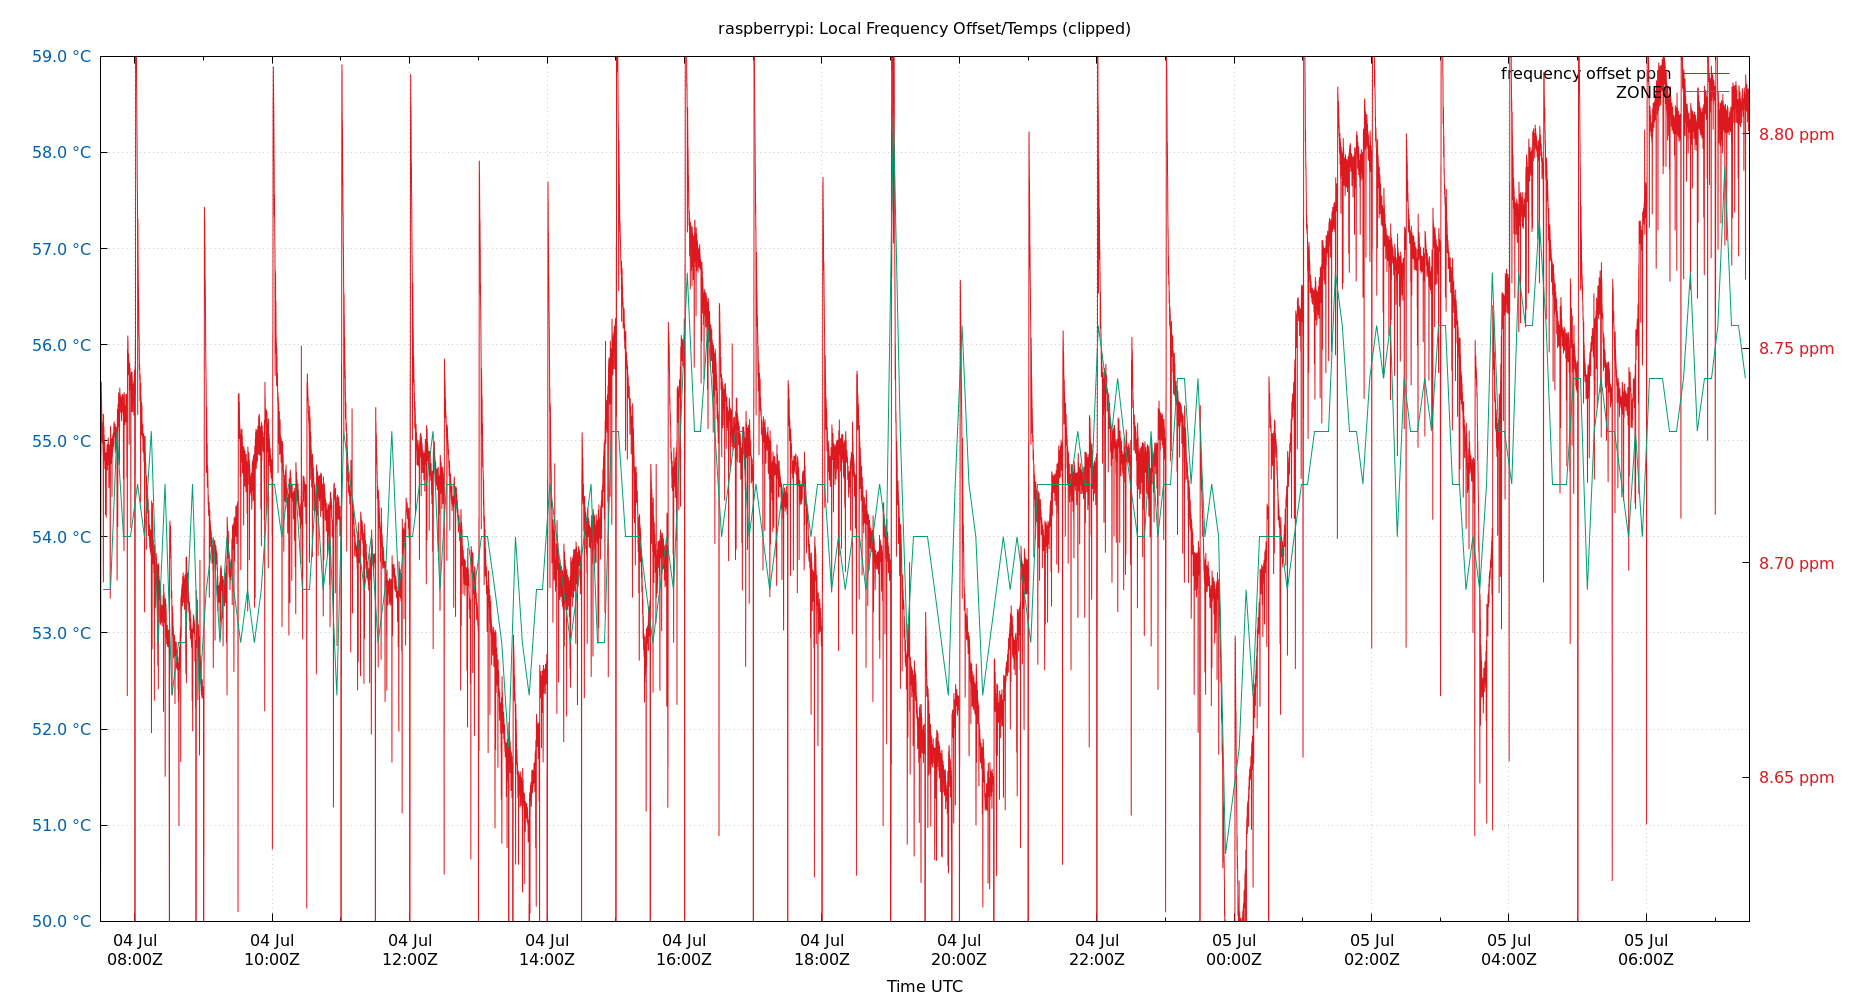 raspberrypi: Local Frequency Offset/Temps (clipped)
59.0 °C
58.0 °C
57.0 °C
56.0 °C
55.0 °C
54.0 °C
53.0 °C
52.0 °C
51.0 °C
50.0 °C
frequency offset ppm
ZONE0
8.80 ppm
8.75 ppm
8.70 ppm
8.65 ppm
04 Jul 04 Jul 04 Jul 04 Jul 04 Jul 04 Jul 04 Jul 04 Jul 05 Jul 05 Jul 05 Jul 05 Jul
08:00Z 10:00Z 12:00Z 14:00Z 16:00Z 18:00Z 20:00Z 22:00Z 00:00Z 02:00Z 04:00Z 06:00Z
Time UTC